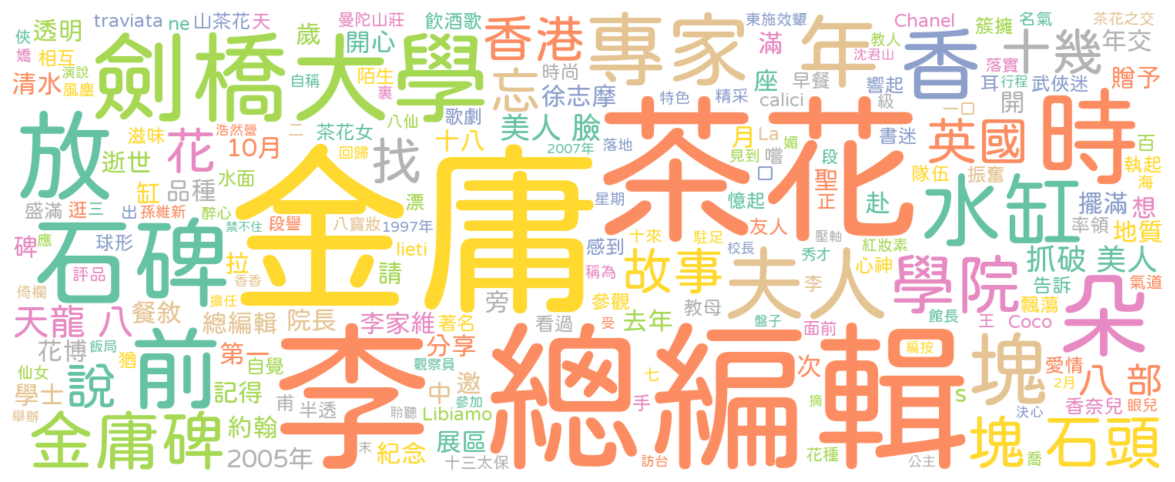 透明 traviata ne 山茶花 天 曼陀山莊 飲酒歌 東施效顰 Chanel 簇擁 名氣 茶花之交
俠 嬌 相互 演說 劍橋大學 歲 開心 香港 專家 年 滿 沈君山 香 教人 十幾 年交
清水 風塵 自稱 陌生 裏 忘 時尚 座 早餐 響起 落實 耳 行程 武俠迷 贈予
放 滋味 花 浩然營 二 八仙 歌劇 徐志摩 特色 精采 calici 級 開 一口
逝世 10月 茶花女 十八 美人 臉 月 La 媚 書迷 英國 時 百
缸 品種 回歸 找 2007年 落地 茶花 見到 嚐 段 隊伍 振奮 執起 海
盛滿 逛 三 水面 金庸 星期 憶起 口 聖 正 赴 水缸 擺滿 想
石碑 出 孫維新 醉心 禁不住 漂 1997年 感到 友人 率領 地質
碑 應 球形 段譽 八寶妝 lieti 十來 駐足 校長 秀才 壓軸 紅妝素 抓破 美人
評品 拉 香香 請 故事 稱為 夫人 李 心神 學院 告訴 飄蕩 氣道 朵
倚欄 餐敘 擔任 旁 參觀 教母 盤子 館長 王 Coco
天龍 八 總編輯 院長 李家維 著名 看過 去年 受 面前 塊 愛情 八 部
花博 飯局 猶 第一 分享 李 總編輯 次 編按 2月
仙女 說 前 自覺 觀察員 中 邀 七 香奈兒 眼兒
學士 記得 甫 半透 參加 手 摘 s 決心
舉辦 金庸碑 約翰 聆聽 Libiamo 花種 塊 石頭
2005年 末 紀念 十三太保 展區 訪台 公主 喬